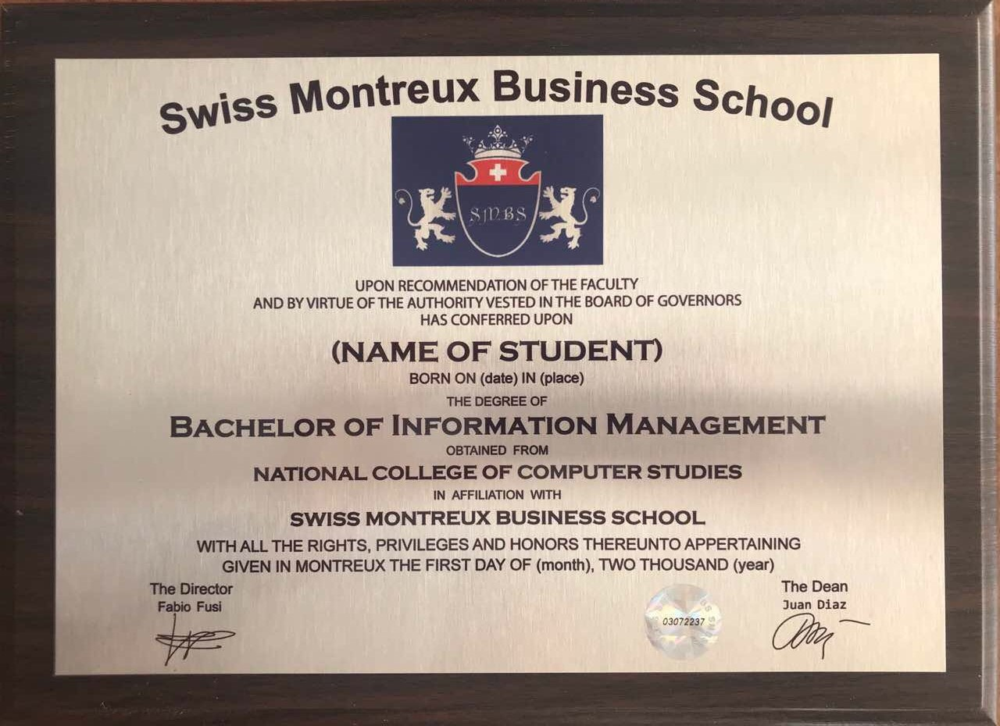 Swiss Montreux Business School
SMBS
UPON RECOMMENDATION OF THE FACULTY
AND BY VIRTUE OF THE AUTHORITY VESTED IN THE BOARD OF GOVERNORS
HAS CONFERRED UPON
(NAME OF STUDENT)
BORN ON (date) IN (place)
THE DEGREE OF
BACHELOR OF INFORMATION MANAGEMENT
OBTAINED FROM
NATIONAL COLLEGE OF COMPUTER STUDIES
IN AFFILIATION WITH
SWISS MONTREUX BUSINESS SCHOOL
WITH ALL THE RIGHTS, PRIVILEGES AND HONORS THEREUNTO APPERTAINING
GIVEN IN MONTREUX THE FIRST DAY OF (month), TWO THOUSAND (year)
The Director
Fabio Fusi
03072237
The Dean
Juan Diaz